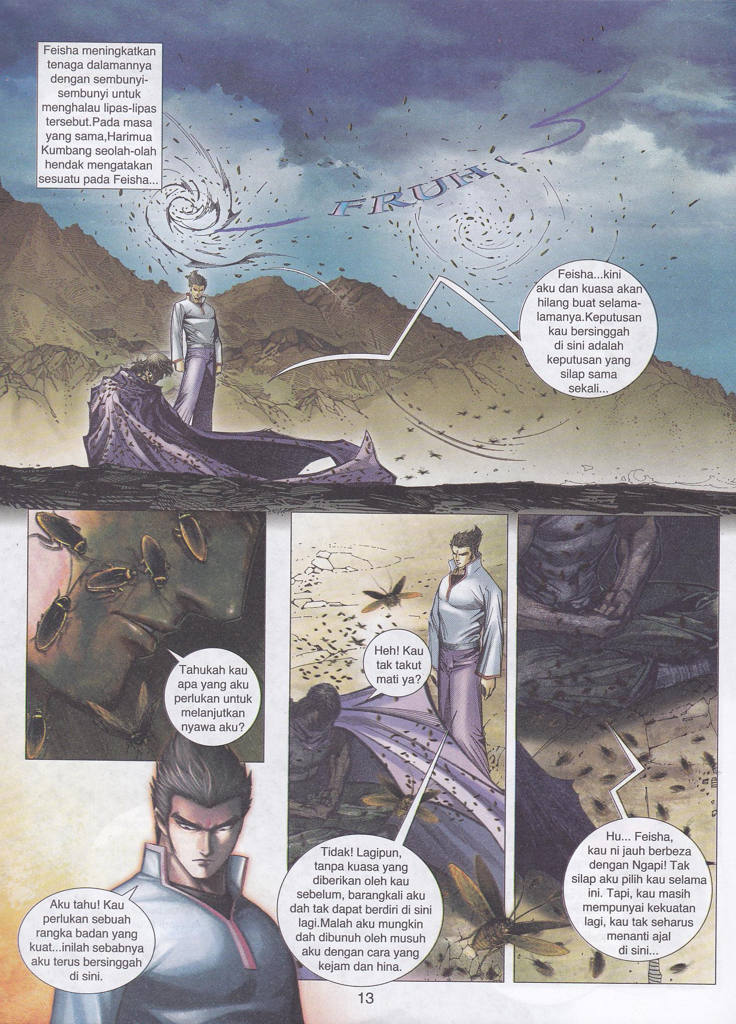 Feisha meningkatkan
tenaga dalamannya
dengan sembunyi-
sembunyi untuk
menghalau lipas-lipas
tersebut.Pada masa
yang sama,Harimua
Kumbang seolah-olah
hendak mengatakan
sesuatu pada Feisha...
FRUH!
Feisha...kini
aku dan kuasa akan
hilang buat selama-
lamanya.Keputusan
kau bersinggah
di sini adalah
keputusan yang
silap sama
sekali...
Tahukah kau
apa yang aku
perlukan untuk
melanjutkan
nyawa aku?
Heh! Kau
tak takut
mati ya?
Aku tahu! Kau
perlukan sebuah
rangka badan yang
kuat...inilah sebabnya
aku terus bersinggah
di sini.
Tidak! Lagipun,
tanpa kuasa yang
diberikan oleh kau
sebelum, barangkali aku
dah tak dapat berdiri di sini
lagi.Malah aku mungkin
dah dibunuh oleh musuh
aku dengan cara yang
kejam dan hina.
Hu... Feisha,
kau ni jauh berbeza
dengan Ngapi! Tak
silap aku pilih kau selama
ini. Tapi, kau masih
mempunyai kekuatan
lagi, kau tak seharus
menanti ajal
di sini...
13